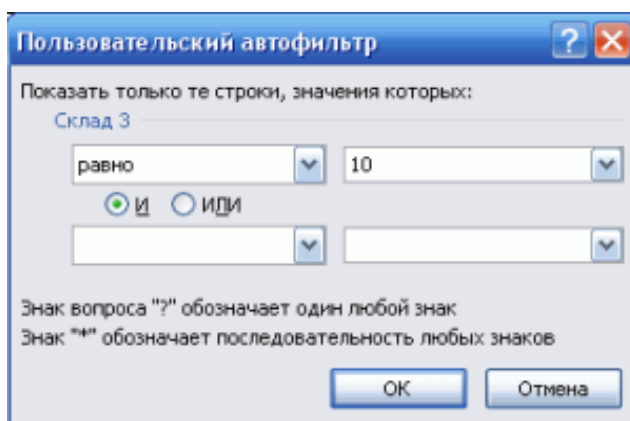 Пользовательский автофильтр
Показать только те строки, значения которых:
Склад 3
равно 10
И ИЛИ
Знак вопроса "?" обозначает один любой знак
Знак "*" обозначает последовательность любых знаков
ОК Отмена